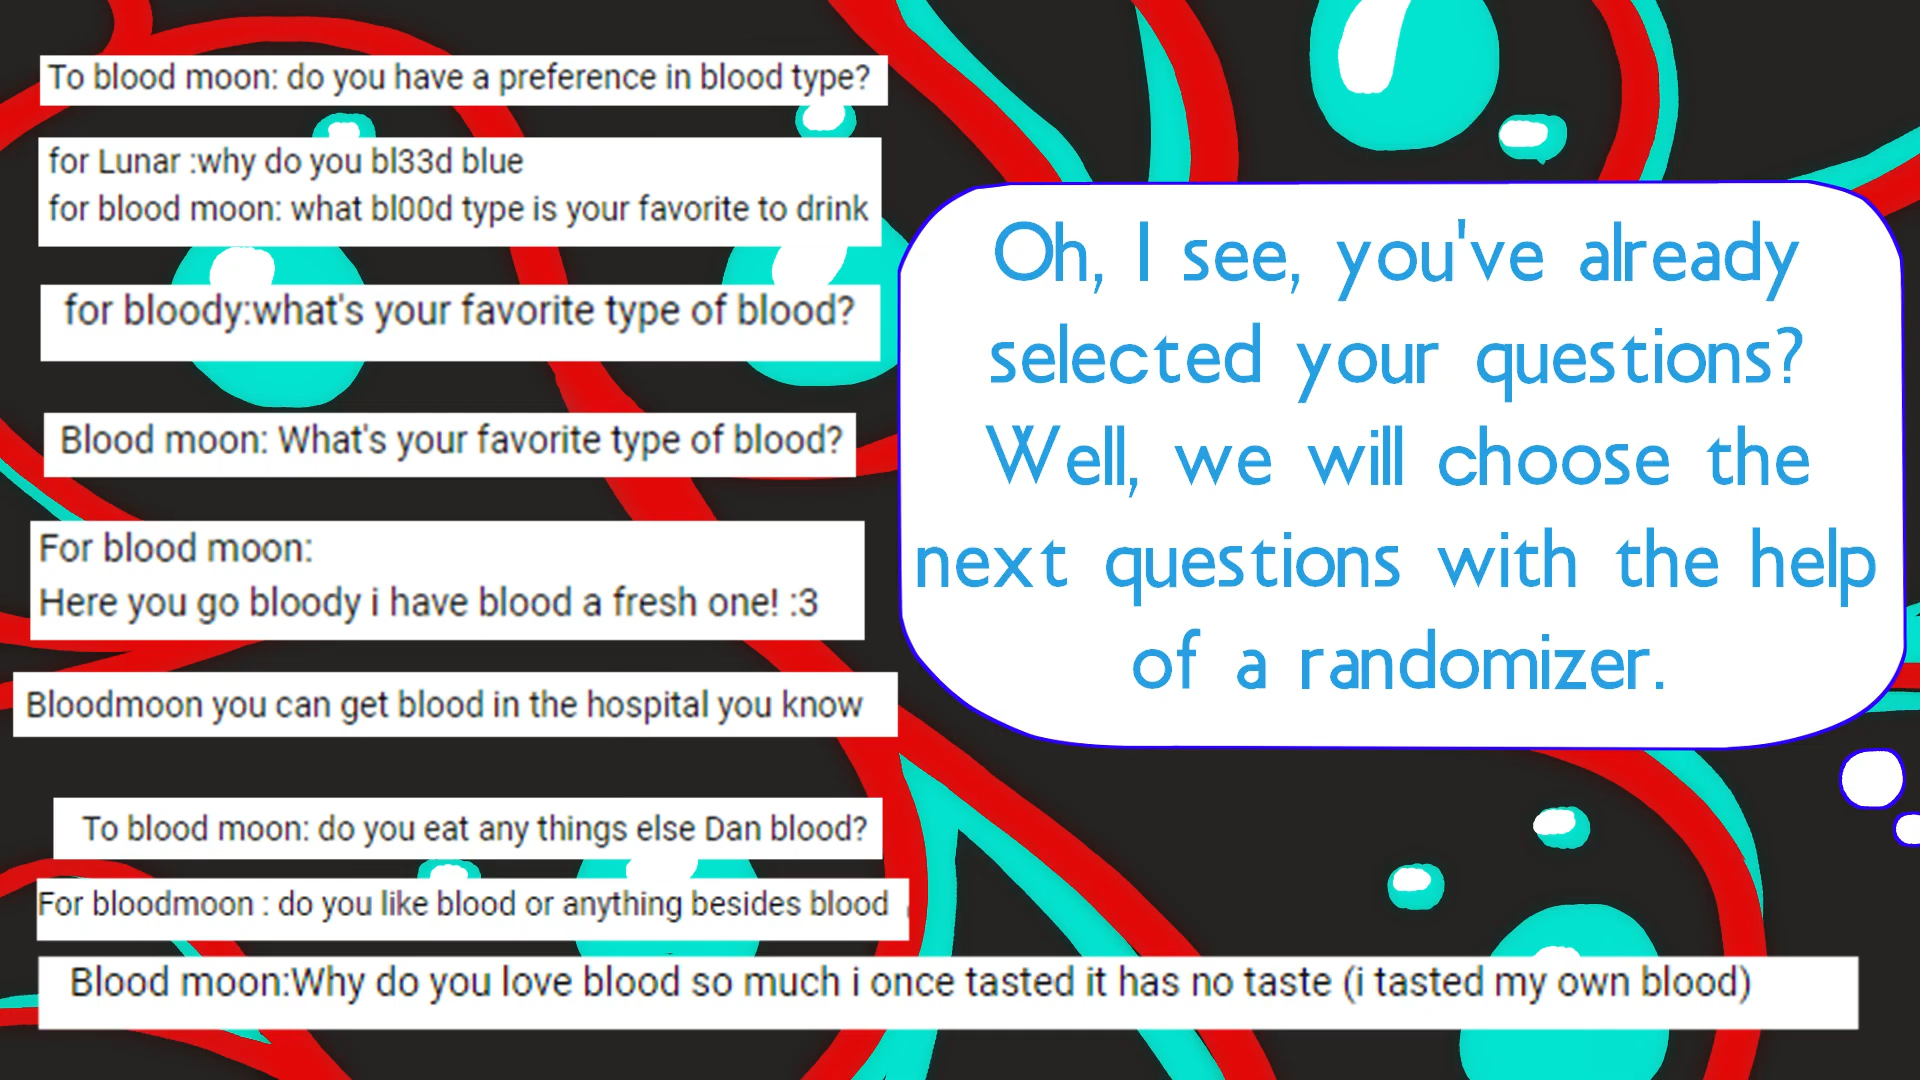 To blood moon: do you have a preference in blood type?
for Lunar :why do you bl33d blue
for blood moon: what bl00d type is your favorite to drink
for bloody:what's your favorite type of blood?
Blood moon: What's your favorite type of blood?
For blood moon:
Here you go bloody i have blood a fresh one! :3
Bloodmoon you can get blood in the hospital you know
To blood moon: do you eat any things else Dan blood?
For bloodmoon : do you like blood or anything besides blood
Blood moon:Why do you love blood so much i once tasted it has no taste (i tasted my own blood)
Oh, I see, you've already
selected your questions?
Well, we will choose the
next questions with the help
of a randomizer.